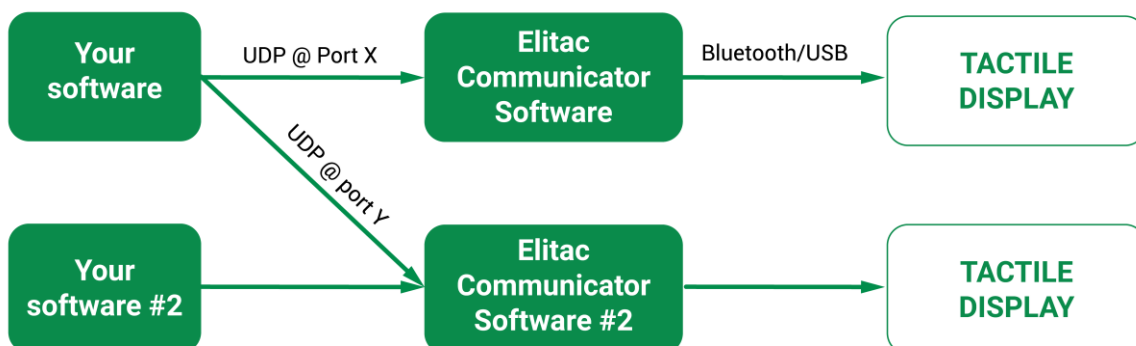 Your
software
UDP @ Port X
Elitac
Communicator
Software
Bluetooth/USB
TACTILE
DISPLAY
UDP @ port Y
Your
software #2
Elitac
Communicator
Software #2
TACTILE
DISPLAY